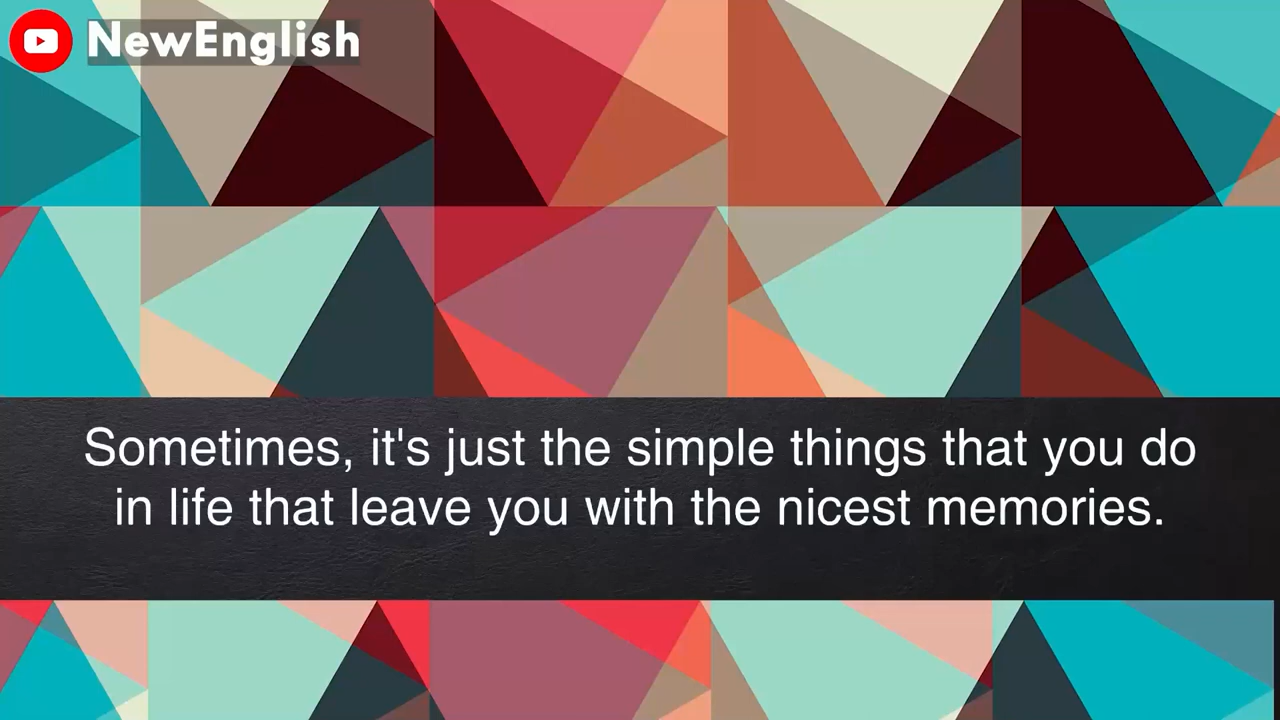 NewEnglish
Sometimes, it's just the simple things that you do
in life that leave you with the nicest memories.